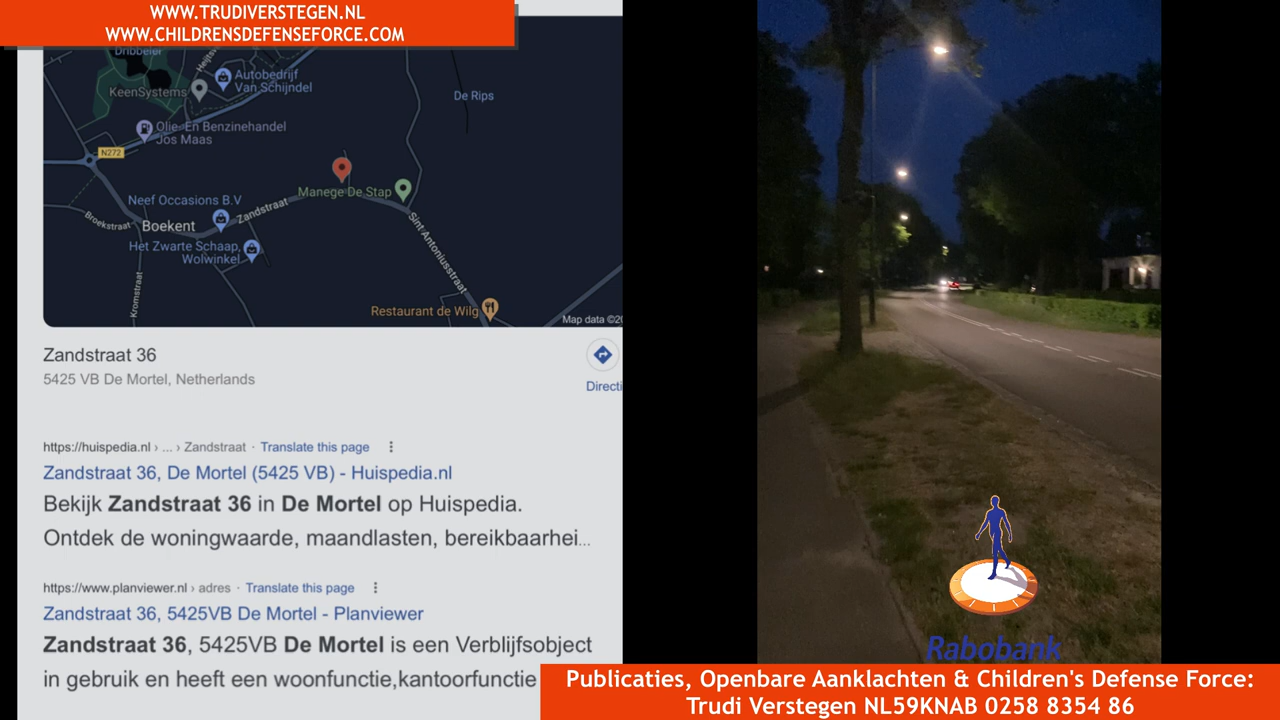 WWW.TRUDIVERSTEGEN.NL
WWW.CHILDRENSDEFENSEFORCE.COM
Dribbelei
Heijtsv
KeenSystems
Autobedrijf
Van Schijndel
De Rips
Olie- En Benzinehandel
Jos Maas
N272
Manege De Stap
Neef Occasions B.V
Zandstraat
Broekstraat
Boekent
Het Zwarte Schaap,
Wolwinkel
Sint Antoniusstraat
Kromstraat
Restaurant de Wilg
Map data ©20
Zandstraat 36
5425 VB De Mortel, Netherlands
Directi
https://huispedia.nl › ... › Zandstraat · Translate this page
Zandstraat 36, De Mortel (5425 VB) - Huispedia.nl
Bekijk Zandstraat 36 in De Mortel op Huispedia.
Ontdek de woningwaarde, maandlasten, bereikbaarhei...
https://www.planviewer.nl › adres · Translate this page
Zandstraat 36, 5425VB De Mortel - Planviewer
Zandstraat 36, 5425VB De Mortel is een Verblijfsobject
in gebruik en heeft een woonfunctie,kantoorfunctie
Rabobank
Publicaties, Openbare Aanklachten & Children's Defense Force:
Trudi Verstegen NL59KNAB 0258 8354 86